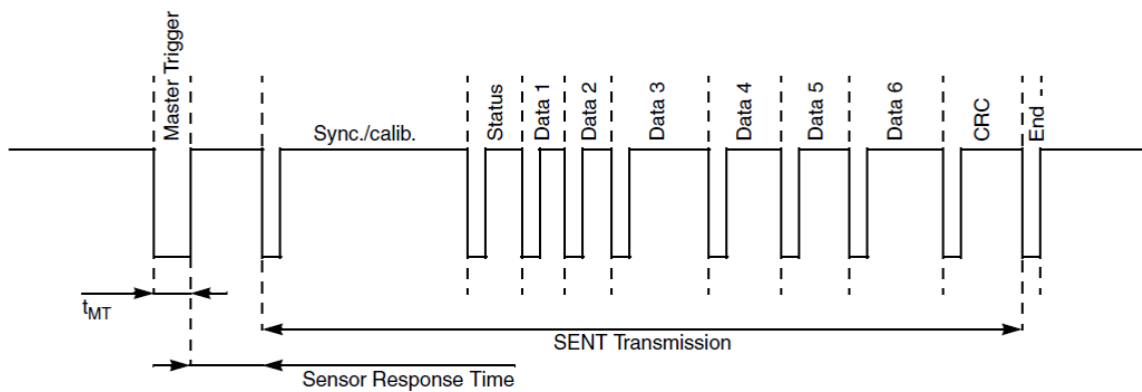 Master Trigger
Sync./calib.
Status
Data 1
Data 2
Data 3
Data 4
Data 5
Data 6
CRC
End
tMT
SENT Transmission
Sensor Response Time